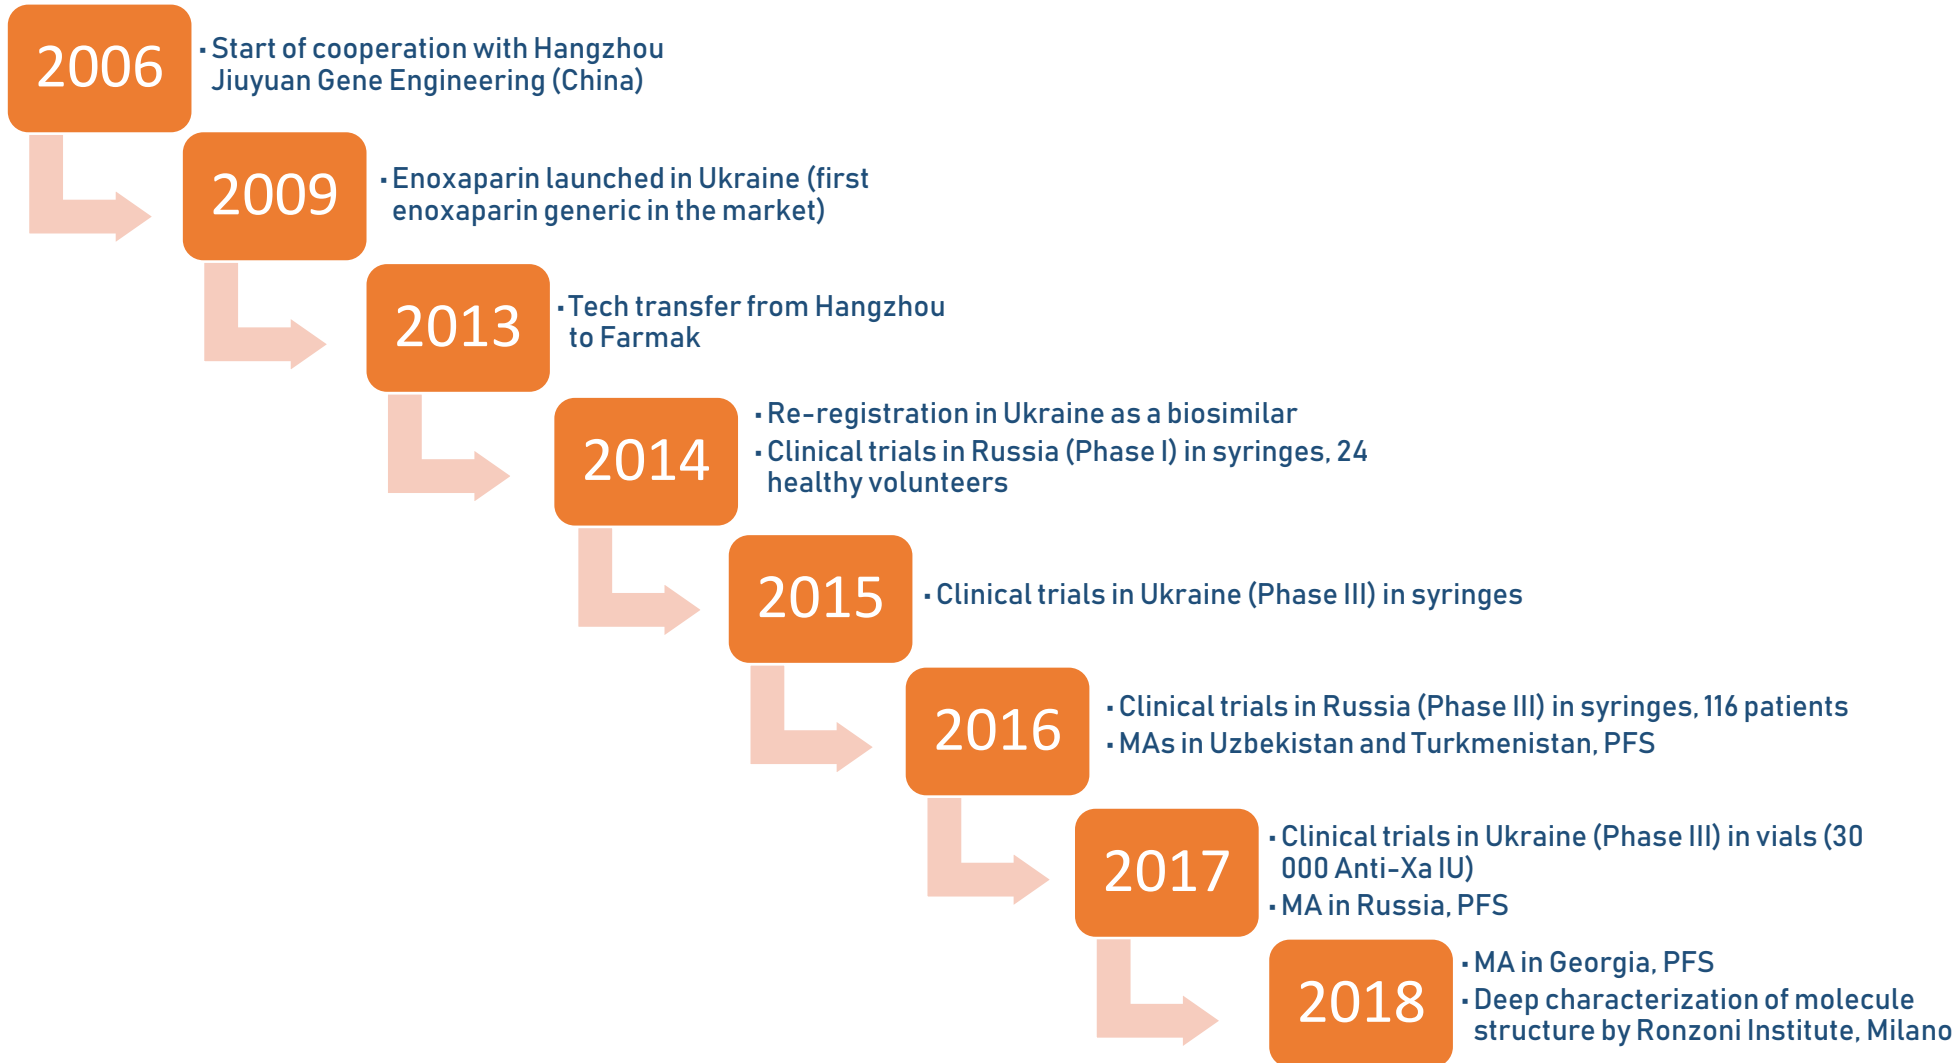 2006
▪ Start of cooperation with Hangzhou
Jiuyuan Gene Engineering (China)
2009
▪ Enoxaparin launched in Ukraine (first
enoxaparin generic in the market)
2013
▪ Tech transfer from Hangzhou
to Farmak
2014
▪ Re-registration in Ukraine as a biosimilar
▪ Clinical trials in Russia (Phase I) in syringes, 24
healthy volunteers
2015
▪ Clinical trials in Ukraine (Phase III) in syringes
2016
▪ Clinical trials in Russia (Phase III) in syringes, 116 patients
▪ MAs in Uzbekistan and Turkmenistan, PFS
2017
▪ Clinical trials in Ukraine (Phase III) in vials (30
000 Anti-Xa IU)
▪ MA in Russia, PFS
2018
▪ MA in Georgia, PFS
▪ Deep characterization of molecule
structure by Ronzoni Institute, Milano